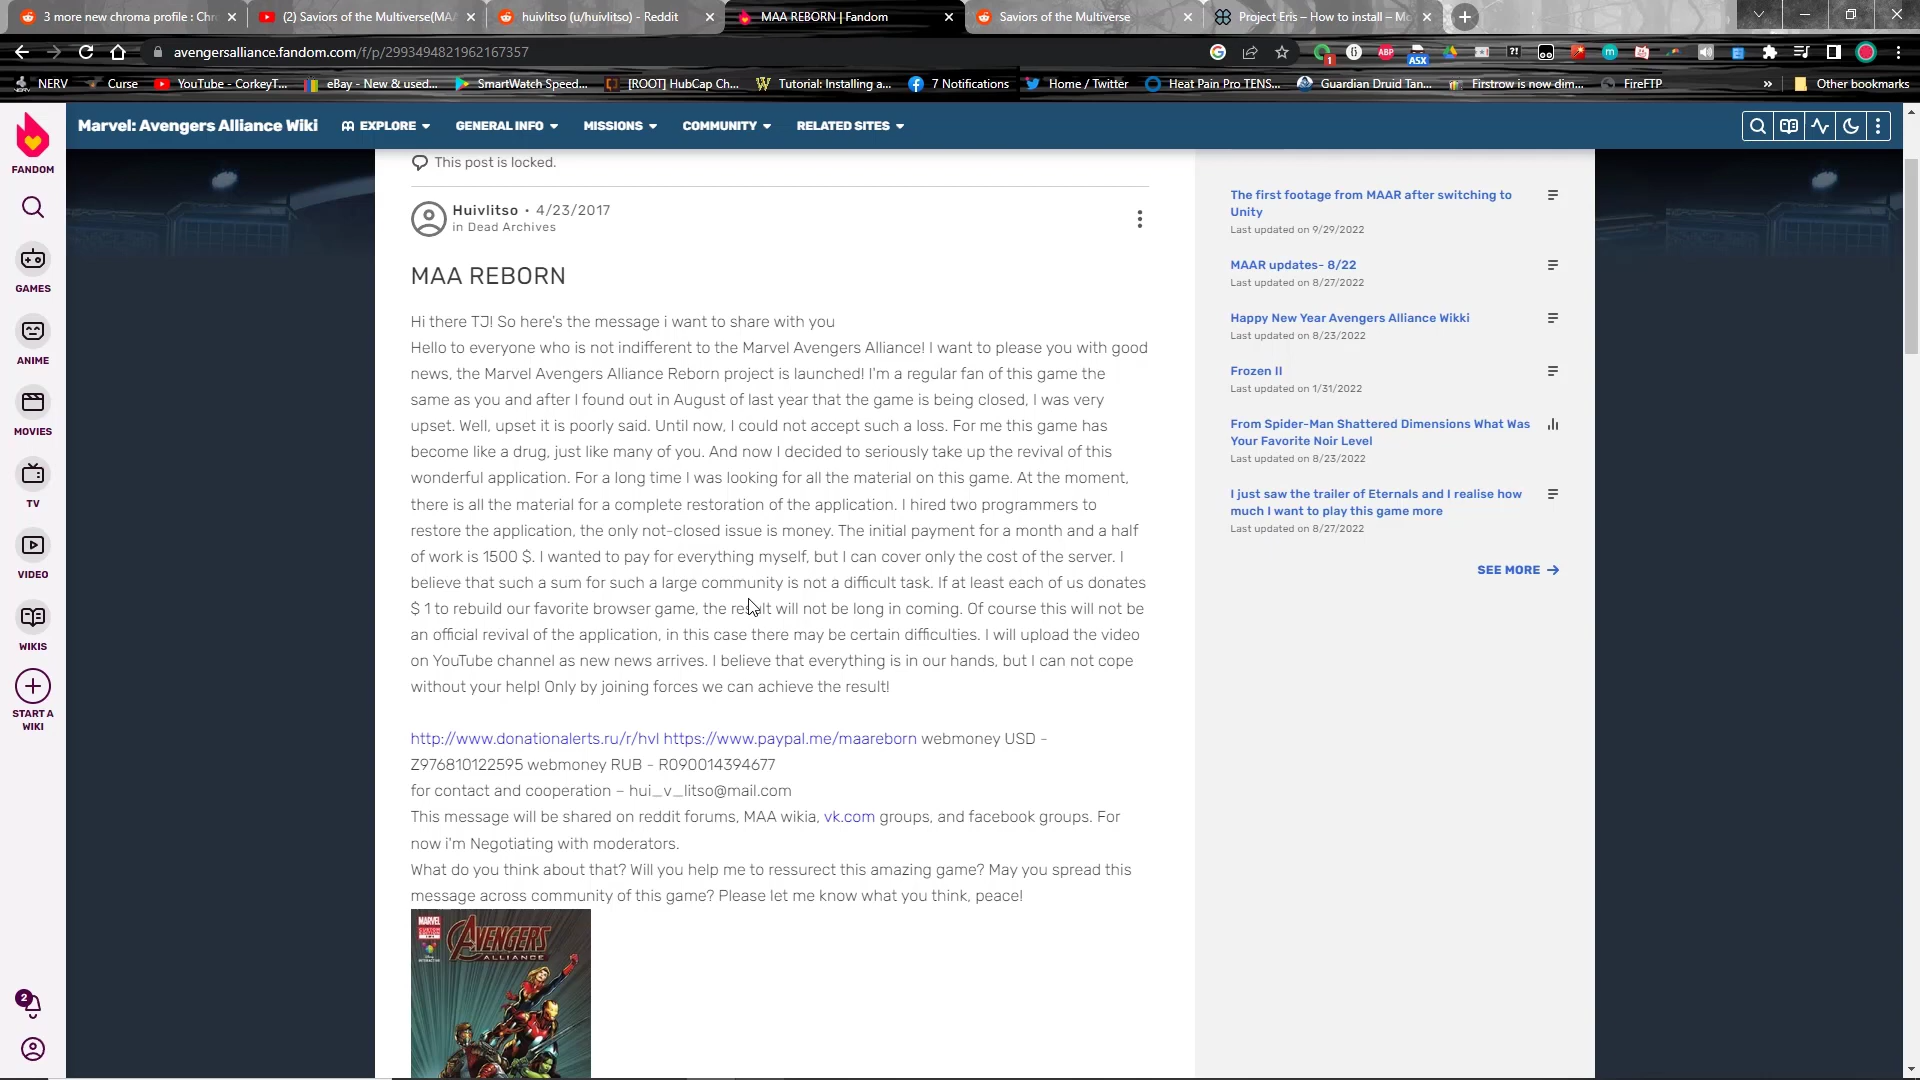 3 more new chroma profile : Chr
(2) Saviors of the Multiverse(MAA
huivlitso (u/huivlitso) - Reddit
MAA REBORN | Fandom
Saviors of the Multiverse
Project Eris – How to install – Mo
avengersalliance.fandom.com/f/p/2993494821962167357
ABP
ASX
NERV
Curse
YouTube - CorkeyT...
eBay - New & used...
SmartWatch Speed...
[ROOT] HubCap Ch...
Tutorial: Installing a...
7 Notifications
Home / Twitter
Heat Pain Pro TENS...
Guardian Druid Tan...
Firstrow is now dim...
FireFTP
»
Other bookmarks
Marvel: Avengers Alliance Wiki
EXPLORE
GENERAL INFO
MISSIONS
COMMUNITY
RELATED SITES
FANDOM
GAMES
ANIME
MOVIES
TV
VIDEO
WIKIS
START A
WIKI
2
This post is locked.
Huivlitso • 4/23/2017
in Dead Archives
MAA REBORN
Hi there TJ! So here's the message i want to share with you
Hello to everyone who is not indifferent to the Marvel Avengers Alliance! I want to please you with good
news, the Marvel Avengers Alliance Reborn project is launched! I'm a regular fan of this game the
same as you and after I found out in August of last year that the game is being closed, I was very
upset. Well, upset it is poorly said. Until now, I could not accept such a loss. For me this game has
become like a drug, just like many of you. And now I decided to seriously take up the revival of this
wonderful application. For a long time I was looking for all the material on this game. At the moment,
there is all the material for a complete restoration of the application. I hired two programmers to
restore the application, the only not-closed issue is money. The initial payment for a month and a half
of work is 1500 $. I wanted to pay for everything myself, but I can cover only the cost of the server. I
believe that such a sum for such a large community is not a difficult task. If at least each of us donates
$ 1 to rebuild our favorite browser game, the result will not be long in coming. Of course this will not be
an official revival of the application, in this case there may be certain difficulties. I will upload the video
on YouTube channel as new news arrives. I believe that everything is in our hands, but I can not cope
without your help! Only by joining forces we can achieve the result!
http://www.donationalerts.ru/r/hvl https://www.paypal.me/maareborn webmoney USD -
Z976810122595 webmoney RUB - R090014394677
for contact and cooperation – hui_v_litso@mail.com
This message will be shared on reddit forums, MAA wikia, vk.com groups, and facebook groups. For
now i'm Negotiating with moderators.
What do you think about that? Will you help me to ressurect this amazing game? May you spread this
message across community of this game? Please let me know what you think, peace!
MARVEL
AVENGERS
ALLIANCE
The first footage from MAAR after switching to
Unity
Last updated on 9/29/2022
MAAR updates- 8/22
Last updated on 8/27/2022
Happy New Year Avengers Alliance Wikki
Last updated on 8/23/2022
Frozen II
Last updated on 1/31/2022
From Spider-Man Shattered Dimensions What Was
Your Favorite Noir Level
Last updated on 8/23/2022
I just saw the trailer of Eternals and I realise how
much I want to play this game more
Last updated on 8/27/2022
SEE MORE